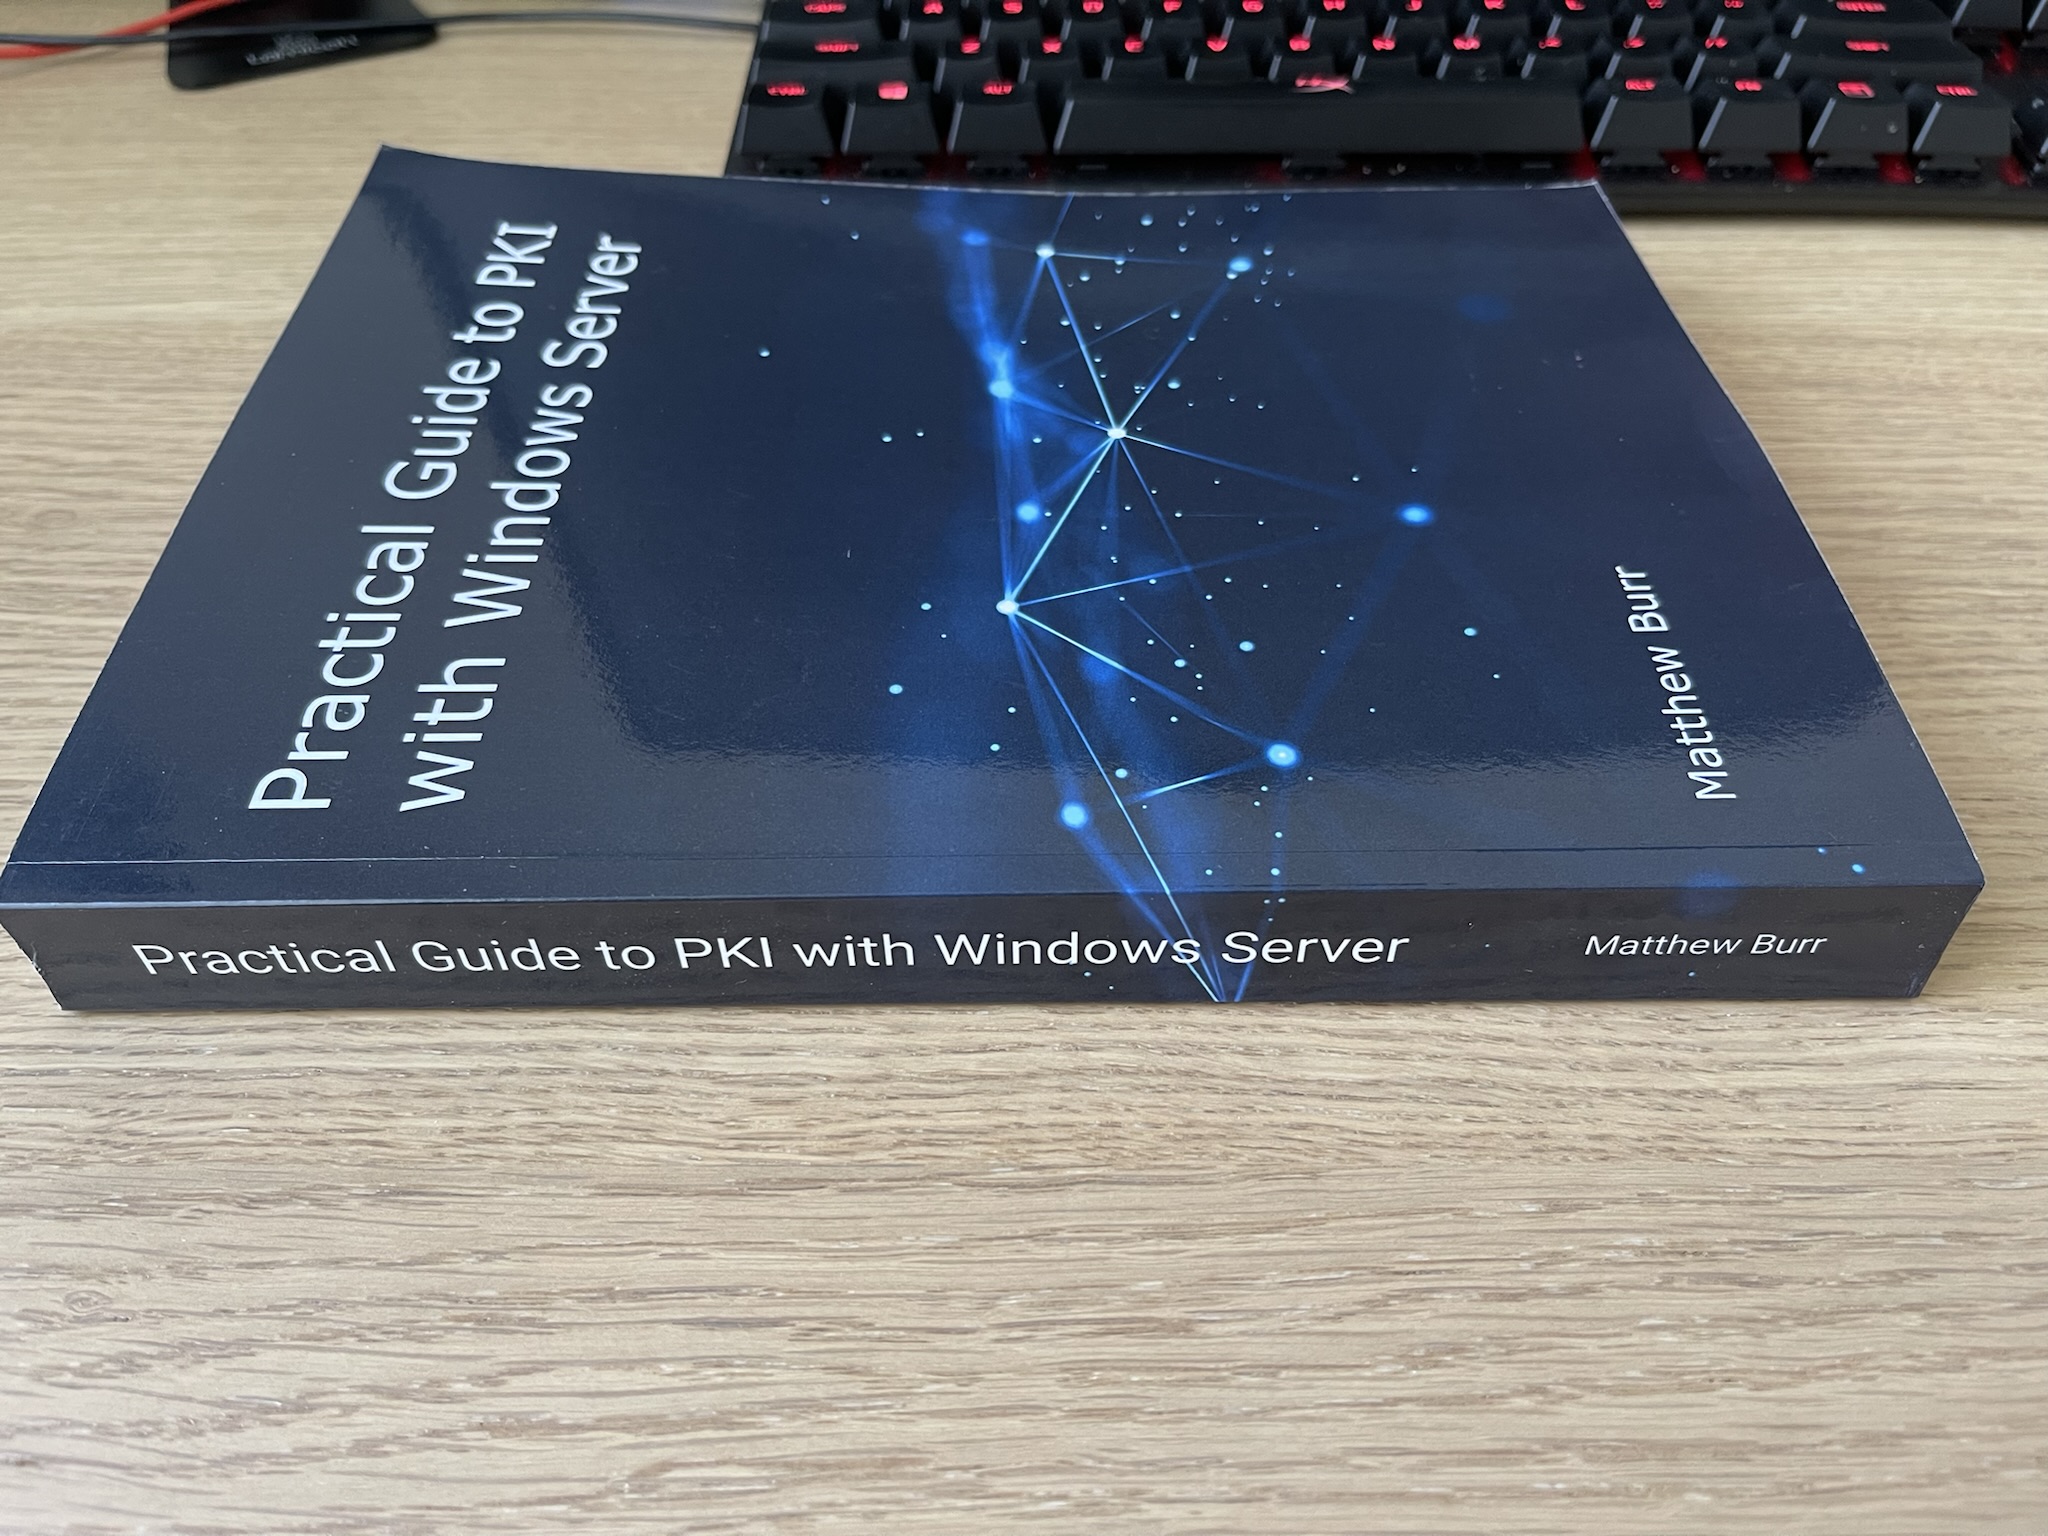 Practical Guide to PKI
with Windows Server
Matthew Burr
Practical Guide to PKI with Windows Server
Matthew Burr